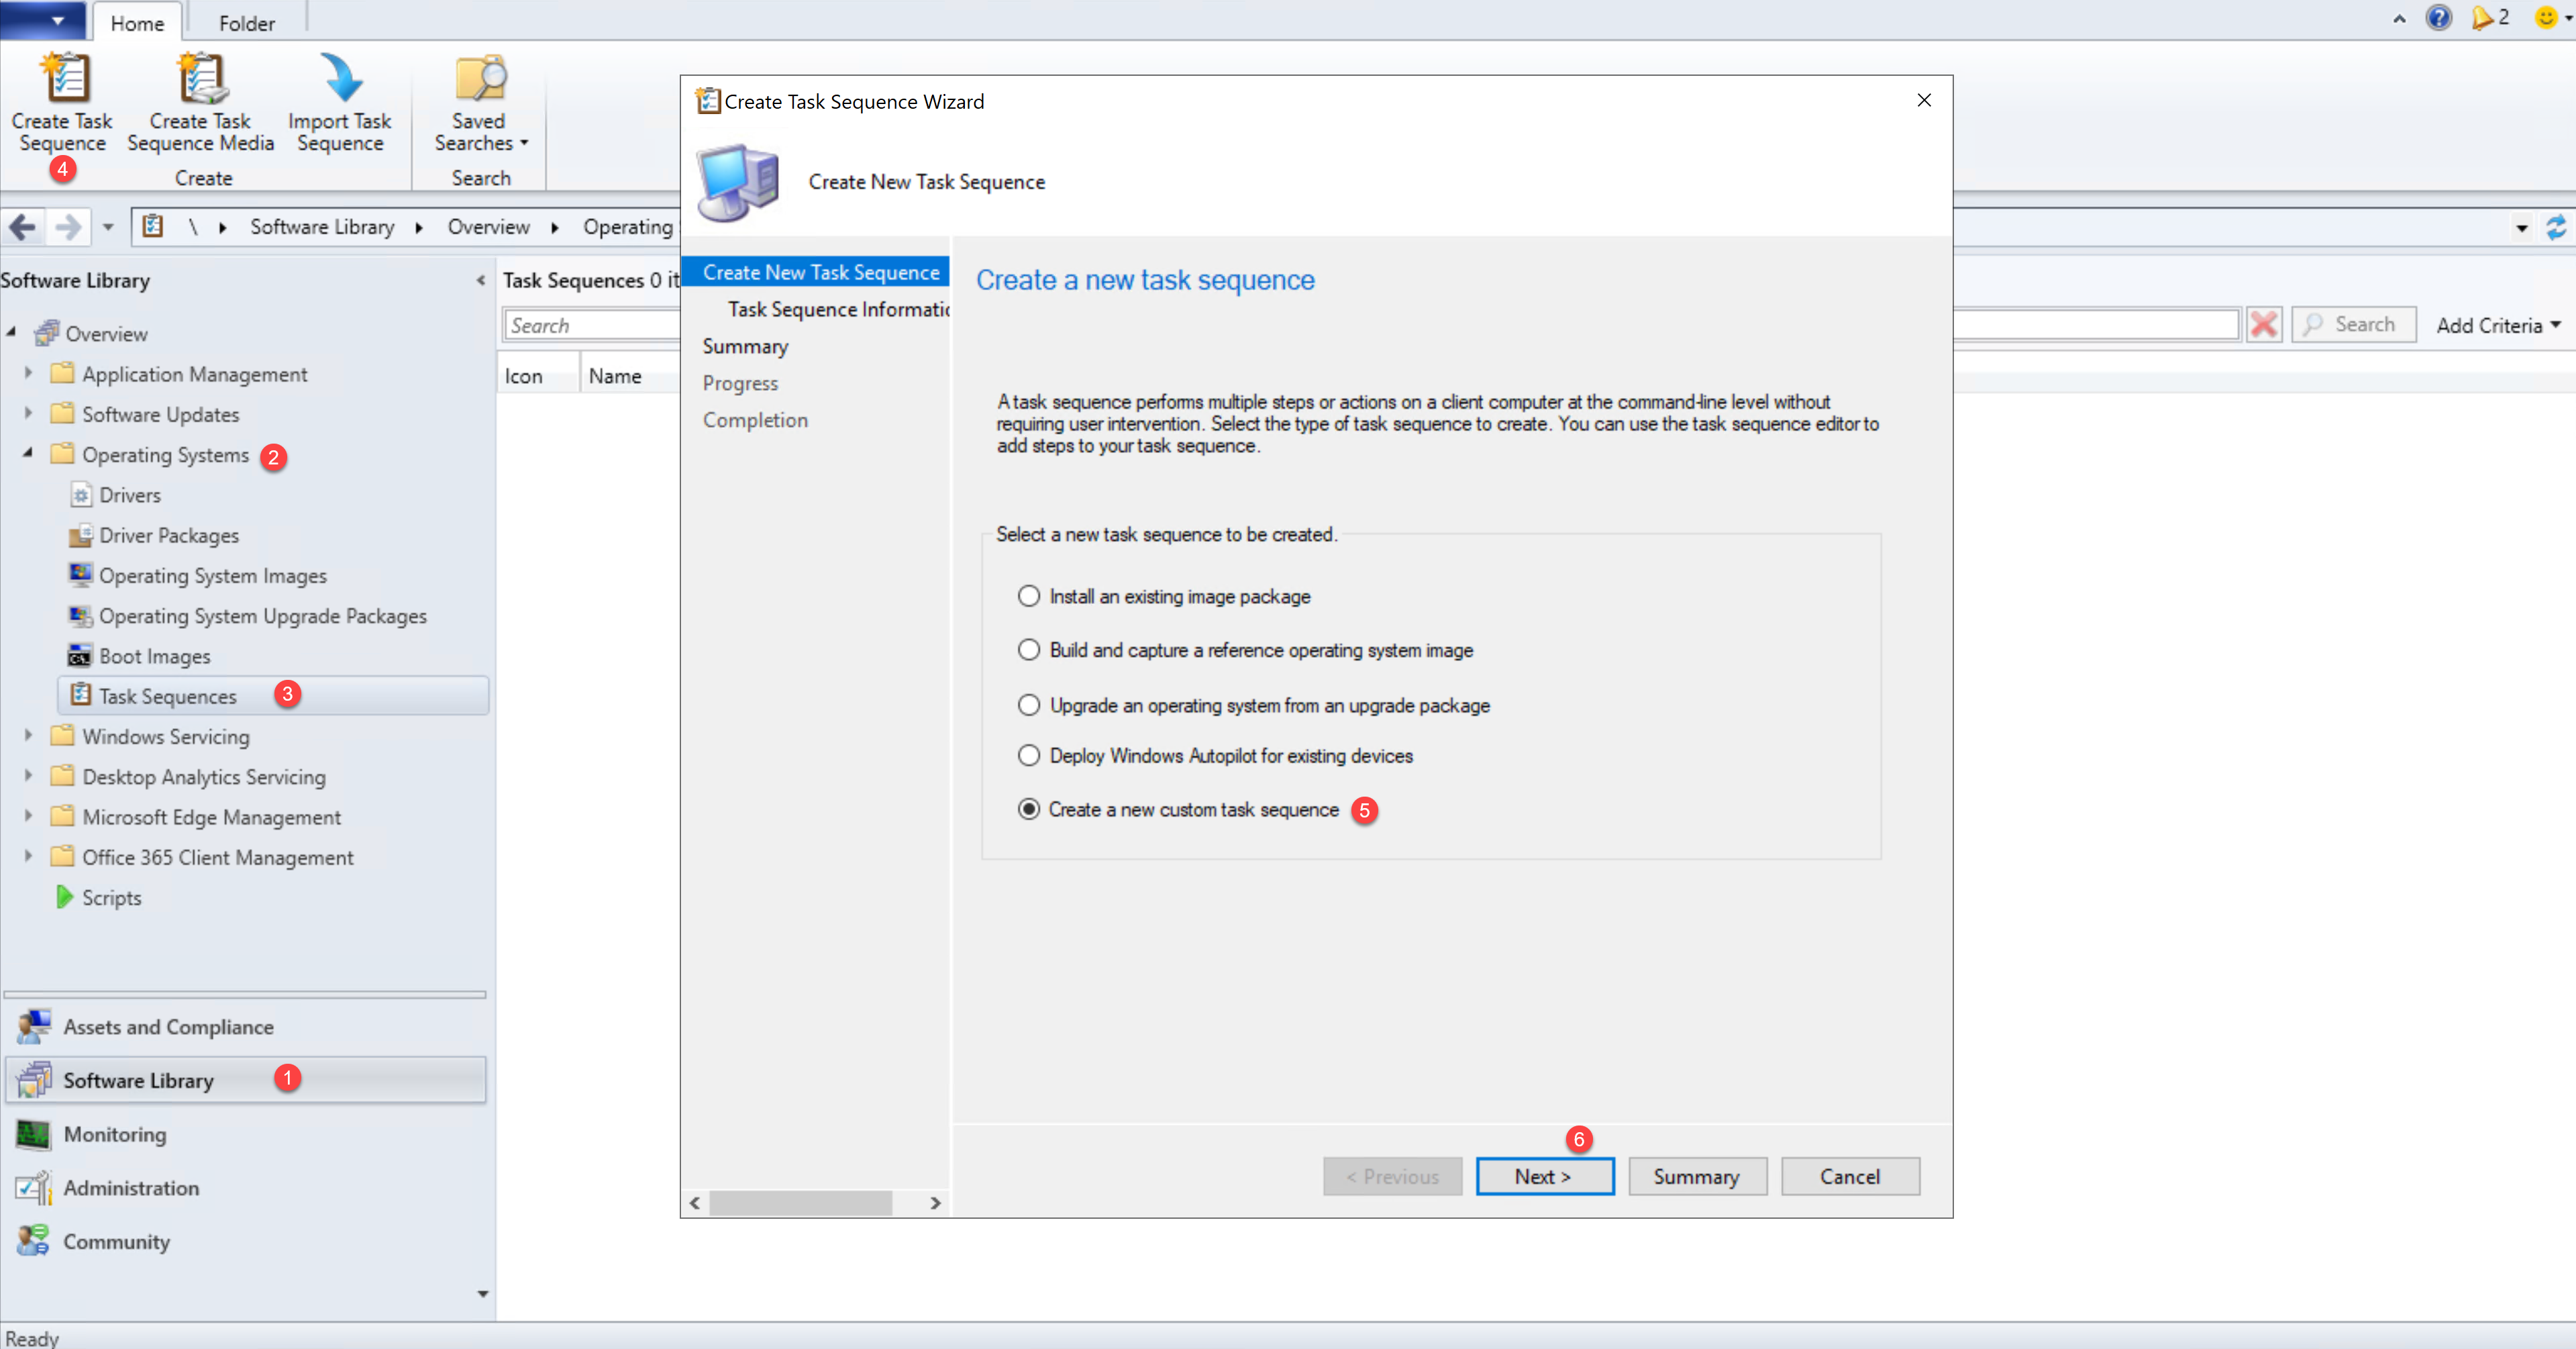 Home
Folder
2
Create Task
Sequence
4
Create Task
Sequence Media
Import Task
Sequence
Create
Saved
Searches
Search
\
Software Library
Overview
Operating
Software Library
Overview
Application Management
Software Updates
Operating Systems 2
Drivers
Driver Packages
Operating System Images
Operating System Upgrade Packages
Boot Images
Task Sequences 3
Windows Servicing
Desktop Analytics Servicing
Microsoft Edge Management
Office 365 Client Management
Scripts
Assets and Compliance
Software Library 1
Monitoring
Administration
Community
Ready
Task Sequences 0 it
Search
Icon
Name
Search
Add Criteria
Create Task Sequence Wizard
Create New Task Sequence
Create New Task Sequence
Task Sequence Informatio
Summary
Progress
Completion
Create a new task sequence
A task sequence performs multiple steps or actions on a client computer at the command-line level without
requiring user intervention. Select the type of task sequence to create. You can use the task sequence editor to
add steps to your task sequence.
Select a new task sequence to be created.
Install an existing image package
Build and capture a reference operating system image
Upgrade an operating system from an upgrade package
Deploy Windows Autopilot for existing devices
Create a new custom task sequence 5
6
< Previous
Next >
Summary
Cancel